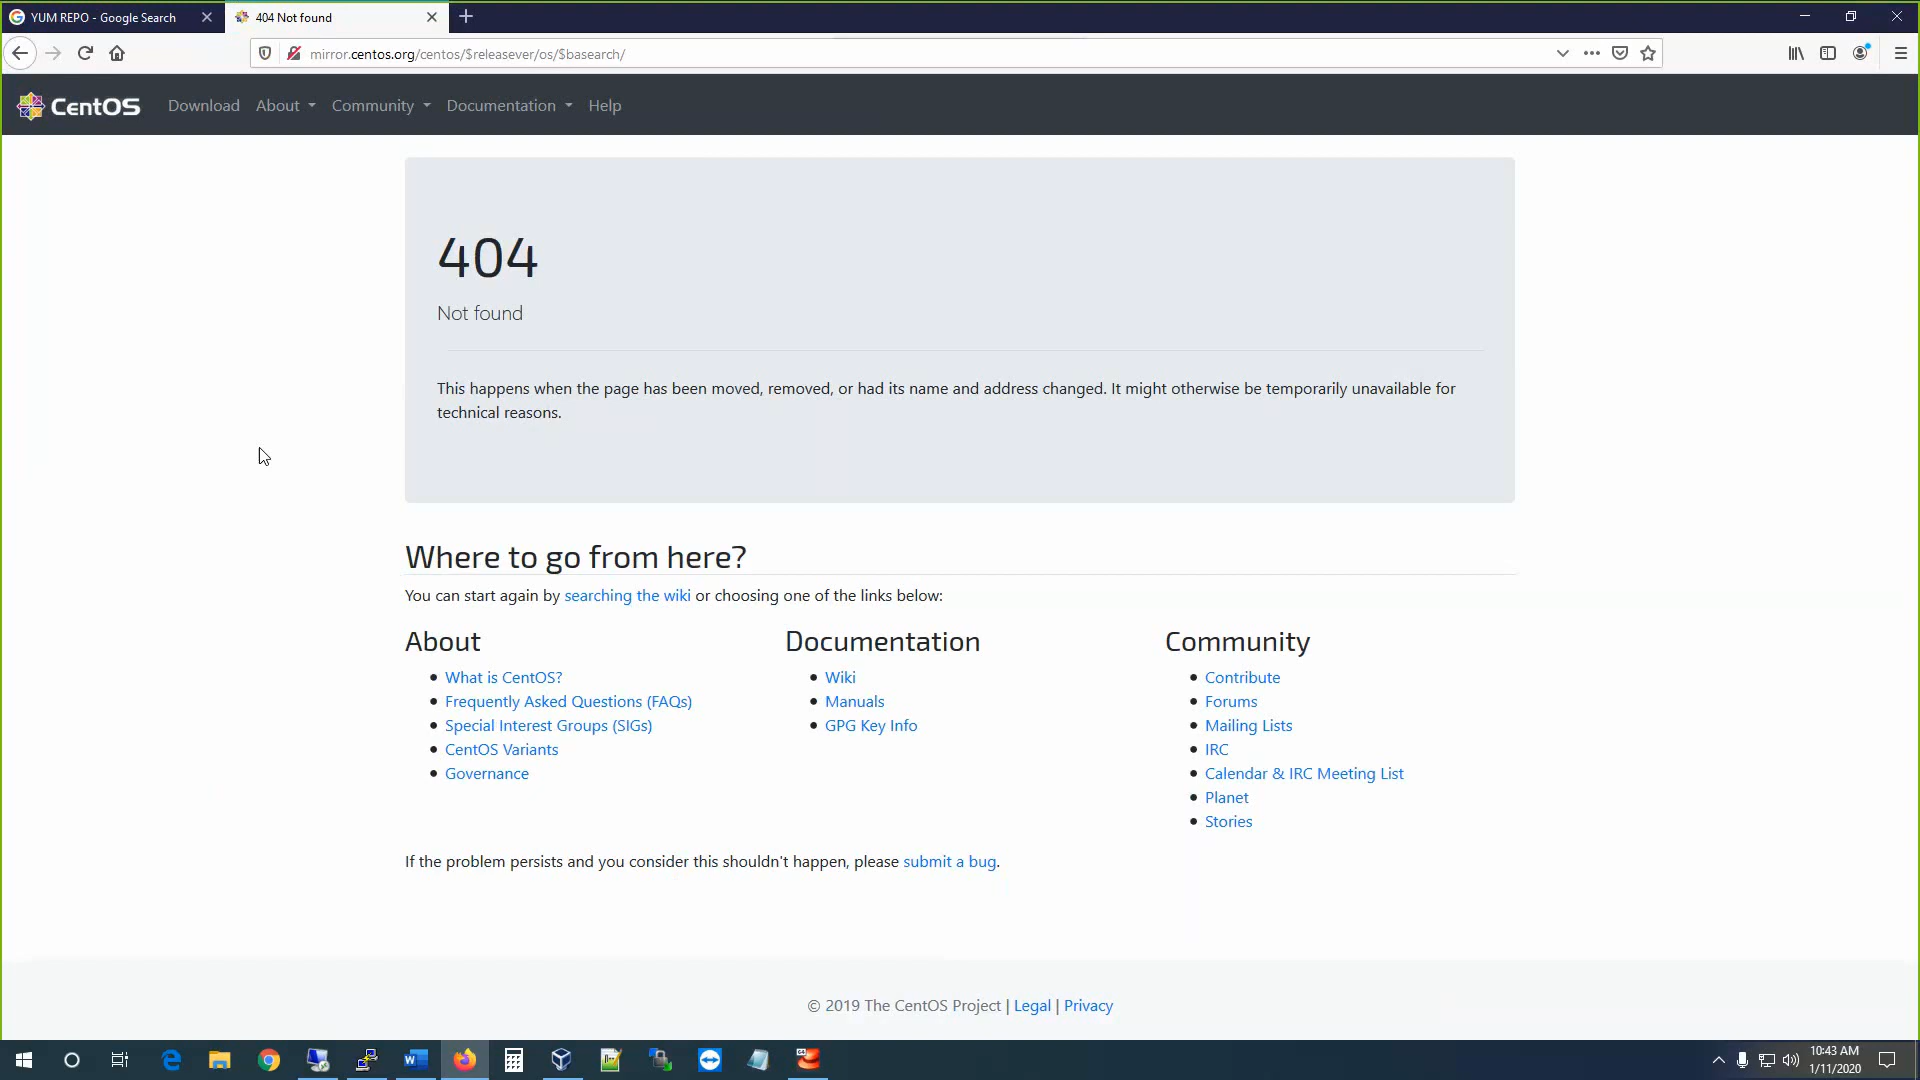 YUM REPO - Google Search
404 Not found
mirror.centos.org/centos/$releasever/os/$basearch/
CentOS Download About Community Documentation Help
404
Not found
This happens when the page has been moved, removed, or had its name and address changed. It might otherwise be temporarily unavailable for
technical reasons.
Where to go from here?
You can start again by searching the wiki or choosing one of the links below:
About
What is CentOS?
Frequently Asked Questions (FAQs)
Special Interest Groups (SIGs)
CentOS Variants
Governance
Documentation
Wiki
Manuals
GPG Key Info
Community
Contribute
Forums
Mailing Lists
IRC
Calendar & IRC Meeting List
Planet
Stories
If the problem persists and you consider this shouldn't happen, please submit a bug.
© 2019 The CentOS Project | Legal | Privacy
10:43 AM
1/11/2020